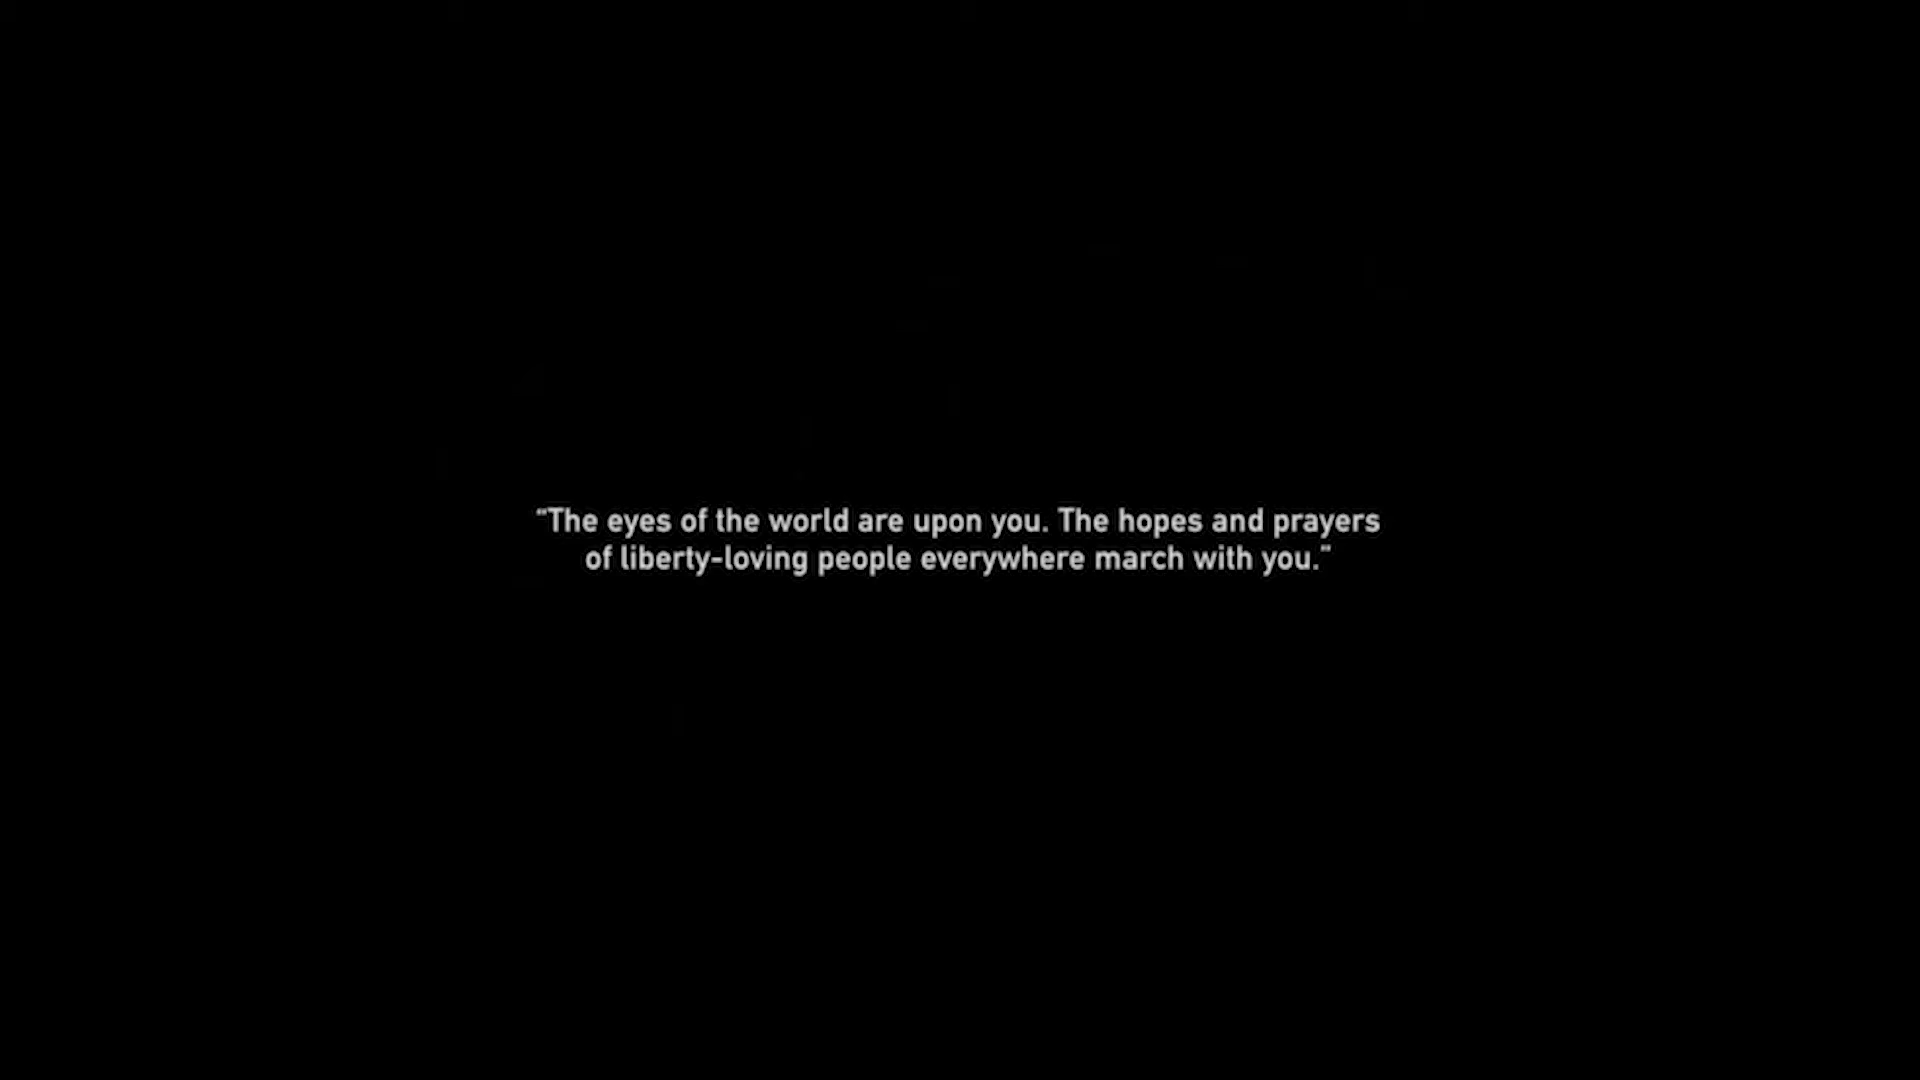 “The eyes of the world are upon you. The hopes and prayers
of liberty-loving people everywhere march with you.”